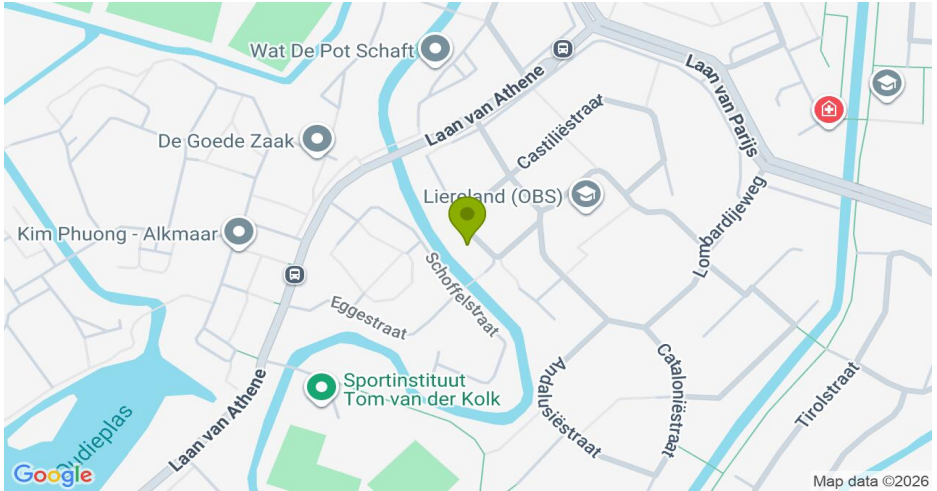 Wat De Pot Schaft
Laan van Athene
Laan van Parijs
De Goede Zaak
Castiliëstraat
Liereland (OBS)
Kim Phuong - Alkmaar
Lombardijeweg
Schoffelstraat
Eggestraat
Sportinstituut
Tom van der Kolk
Andalusiëstraat
Cataloniëstraat
Tirolstraat
Laan van Athene
Oudieplas
Google
Map data ©2026